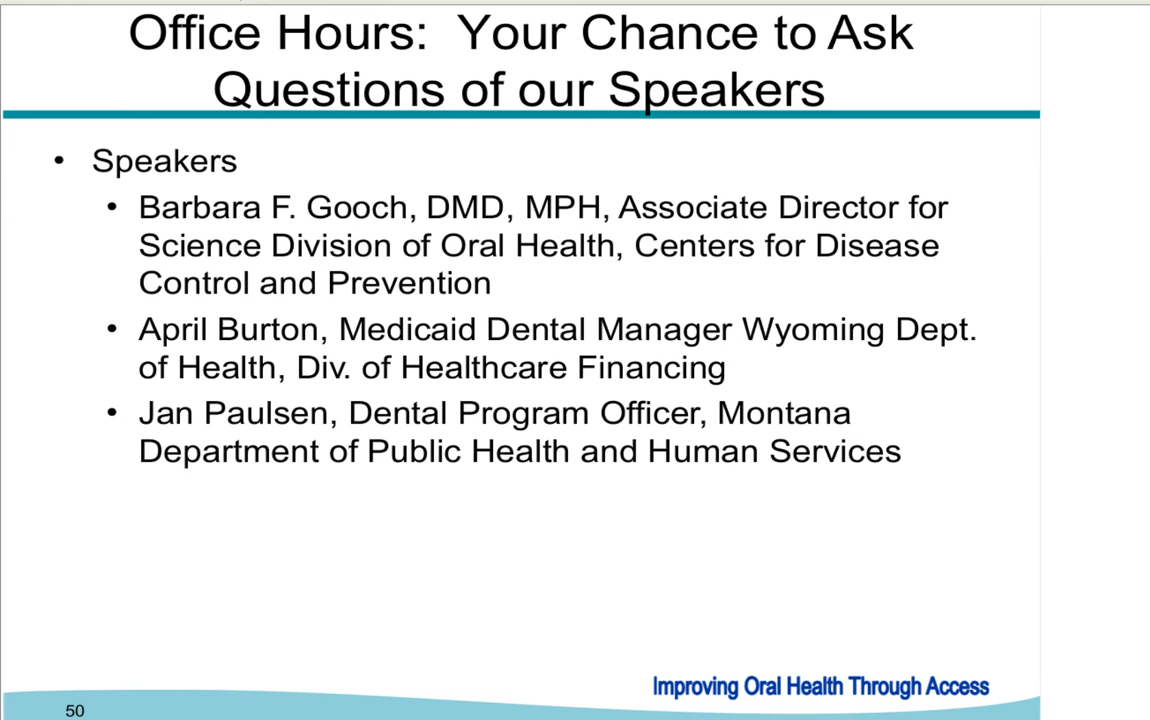 Office Hours:  Your Chance to Ask
Questions of our Speakers
• Speakers
• Barbara F. Gooch, DMD, MPH, Associate Director for
Science Division of Oral Health, Centers for Disease
Control and Prevention
• April Burton, Medicaid Dental Manager Wyoming Dept.
of Health, Div. of Healthcare Financing
• Jan Paulsen, Dental Program Officer, Montana
Department of Public Health and Human Services
Improving Oral Health Through Access
50